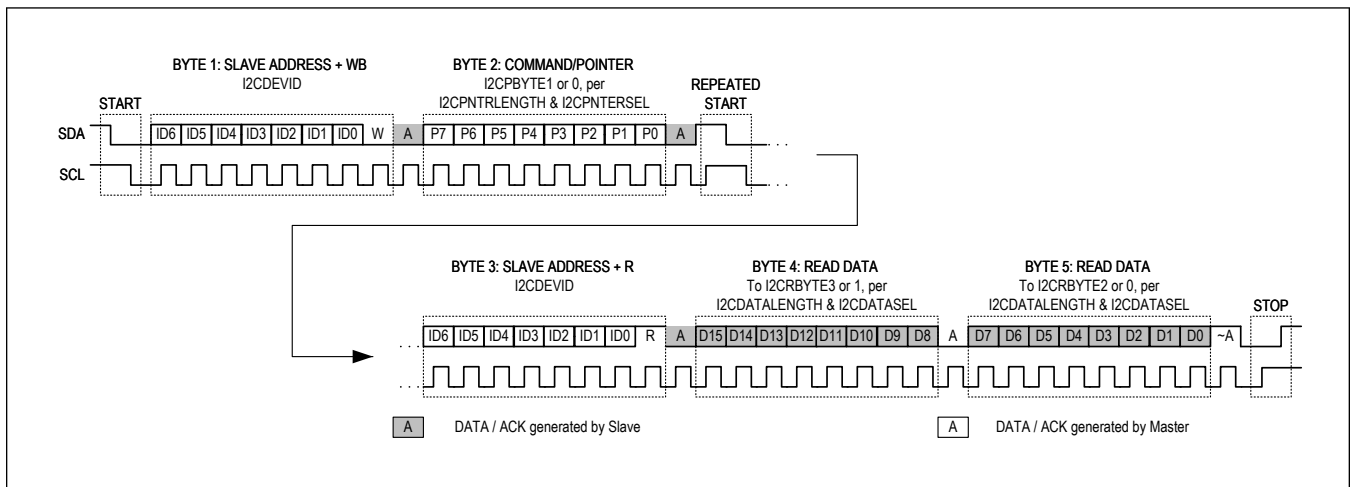 BYTE 1: SLAVE ADDRESS + WB
I2CDEVID
BYTE 2: COMMAND/POINTER
I2CPBYTE1 or 0, per
I2CPNTRLENGTH & I2CPNTERSEL
START
REPEATED
START
SDA ID6 ID5 ID4 ID3 ID2 ID1 ID0 W A P7 P6 P5 P4 P3 P2 P1 P0 A
SCL . . .
BYTE 3: SLAVE ADDRESS + R
I2CDEVID
BYTE 4: READ DATA
To I2CRBYTE3 or 1, per
I2CDATALENGTH & I2CDATASEL
BYTE 5: READ DATA
To I2CRBYTE2 or 0, per
I2CDATALENGTH & I2CDATASEL
STOP
. . . ID6 ID5 ID4 ID3 ID2 ID1 ID0 R A D15 D14 D13 D12 D11 D10 D9 D8 A D7 D6 D5 D4 D3 D2 D1 D0 ~A
. . .
A DATA / ACK generated by Slave
A DATA / ACK generated by Master